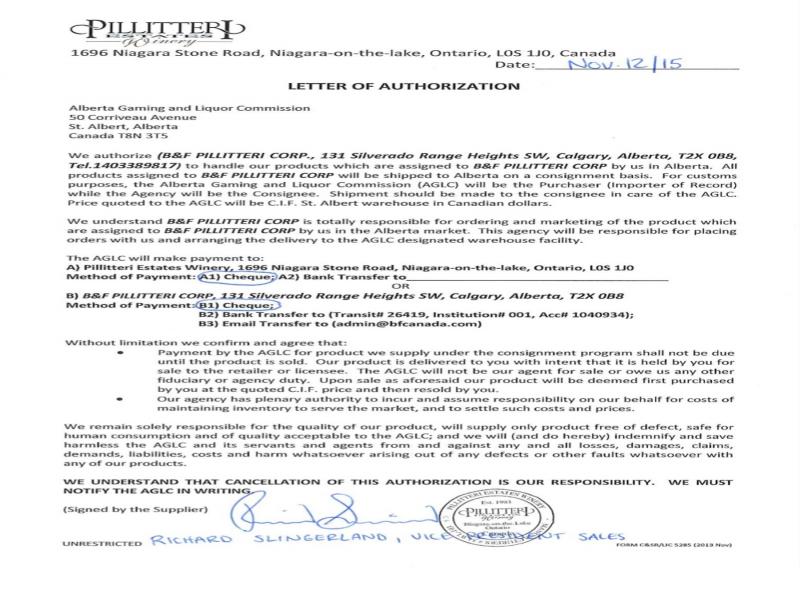 PILLITTERI
ESTATES
Winery
1696 Niagara Stone Road, Niagara-on-the-lake, Ontario, L0S 1J0, Canada
Date: Nov. 12/15
LETTER OF AUTHORIZATION
Alberta Gaming and Liquor Commission
50 Corriveau Avenue
St. Albert, Alberta
Canada T8N 3T5
We authorize (B&F PILLITTERI CORP., 131 Silverado Range Heights SW, Calgary, Alberta, T2X 0B8,
Tel.1403389817) to handle our products which are assigned to B&F PILLITTERI CORP by us in Alberta. All
products assigned to B&F PILLITTERI CORP will be shipped to Alberta on a consignment basis. For customs
purposes, the Alberta Gaming and Liquor Commission (AGLC) will be the Purchaser (Importer of Record)
while the Agency will be the Consignee. Shipment should be made to the consignee in care of the AGLC.
Price quoted to the AGLC will be C.I.F. St. Albert warehouse in Canadian dollars.
We understand B&F PILLITTERI CORP is totally responsible for ordering and marketing of the product which
are assigned to B&F PILLITTERI CORP by us in the Alberta market. This agency will be responsible for placing
orders with us and arranging the delivery to the AGLC designated warehouse facility.
The AGLC will make payment to:
A) Pillitteri Estates Winery, 1696 Niagara Stone Road, Niagara-on-the-lake, Ontario, L0S 1J0
Method of Payment: A1) Cheque; A2) Bank Transfer to
OR
B) B&F PILLITTERI CORP, 131 Silverado Range Heights SW, Calgary, Alberta, T2X 0B8
Method of Payment: B1) Cheque;
B2) Bank Transfer to (Transit# 26419, Institution# 001, Acc# 1040934);
B3) Email Transfer to (admin@bfcanada.com)
Without limitation we confirm and agree that:
• Payment by the AGLC for product we supply under the consignment program shall not be due
until the product is sold. Our product is delivered to you with intent that it is held by you for
sale to the retailer or licensee. The AGLC will not be our agent for sale or owe us any other
fiduciary or agency duty. Upon sale as aforesaid our product will be deemed first purchased
by you at the quoted C.I.F. price and then resold by you.
• Our agency has plenary authority to incur and assume responsibility on our behalf for costs of
maintaining inventory to serve the market, and to settle such costs and prices.
We remain solely responsible for the quality of our product, will supply only product free of defect, safe for
human consumption and of quality acceptable to the AGLC; and we will (and do hereby) indemnify and save
harmless the AGLC and its servants and agents from and against any and all losses, damages, claims,
demands, liabilities, costs and harm whatsoever arising out of any defects or other faults whatsoever with
any of our products.
WE UNDERSTAND THAT CANCELLATION OF THIS AUTHORIZATION IS OUR RESPONSIBILITY. WE MUST
NOTIFY THE AGLC IN WRITING
(Signed by the Supplier)
PILLITTERI ESTATES WINERY
Est. 1993
PILLITTERI
Niagara-on-the-Lake
Ontario
RICHARD SLINGERLAND, VICE PRESIDENT SALES
UNRESTRICTED
FORM C&SR/LIC 5285 (2013 Nov)